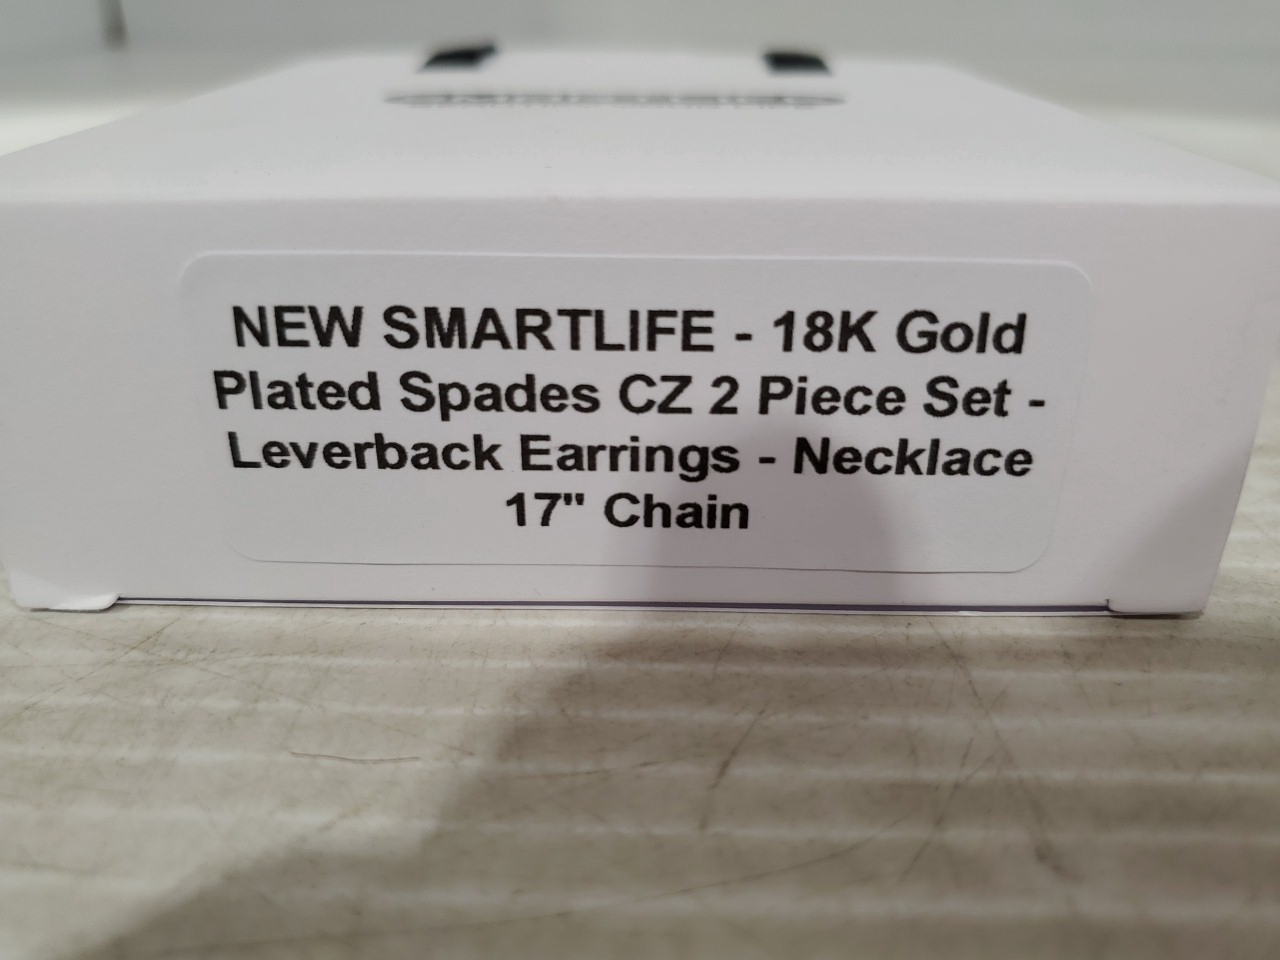 NEW SMARTLIFE - 18K Gold
Plated Spades CZ 2 Piece Set -
Leverback Earrings - Necklace
17" Chain